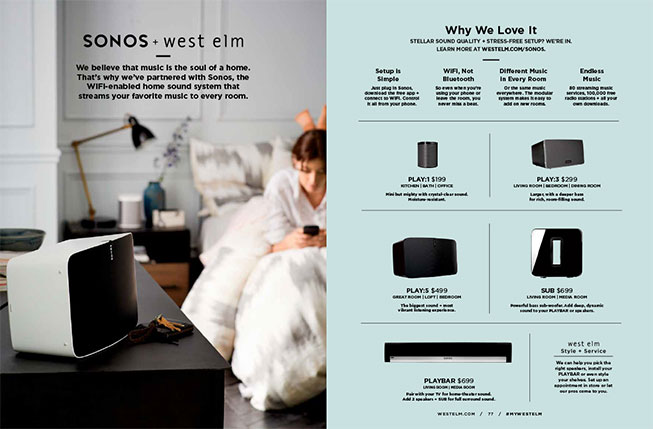 SONOS + west elm
We believe that music is the soul of a home.
That's why we've partnered with Sonos, the
WIFI-enabled home sound system that
streams your favorite music to every room.
Why We Love It
STELLAR SOUND QUALITY + STRESS-FREE SETUP? WE'RE IN.
LEARN MORE AT WESTELM.COM/SONOS.
Setup is
Simple
Just plug in Sonos,
download the free app +
connect to WIFI. Control
it all from your phone.
WiFi, Not
Bluetooth
So even when you're
using your phone or
leave the room, you
never miss a beat.
Different Music
in Every Room
Or the same music
everywhere. The modular
system makes it easy to
add on new rooms.
Endless
Music
80 streaming music
services, 100,000 free
radio stations + all your
own downloads.
PLAY:1 $199
KITCHEN | BATH | OFFICE
Mini but mighty with crystal-clear sound.
Moisture-resistant.
PLAY:3 $299
LIVING ROOM | BEDROOM | DINING ROOM
Larger, with a deeper bass
for rich, room-filling sound.
PLAY:5 $499
GREAT ROOM | LOFT | BEDROOM
The biggest sound + most
vibrant listening experience.
SUB $699
LIVING ROOM | MEDIA ROOM
Powerful bass sub-woofer. Add deep, dynamic
sound to your PLAYBAR or speakers.
PLAYBAR $699
LIVING ROOM | MEDIA ROOM
Pair with your TV for home-theater sound.
Add 2 speakers + SUB for full surround sound.
west elm
Style + Service
We can help you pick the
right speakers, install your
PLAYBAR or even style
your shelves. Set up an
appointment in store or let
our pros come to you.
WESTELM.COM / 77 / #MYWESTELM